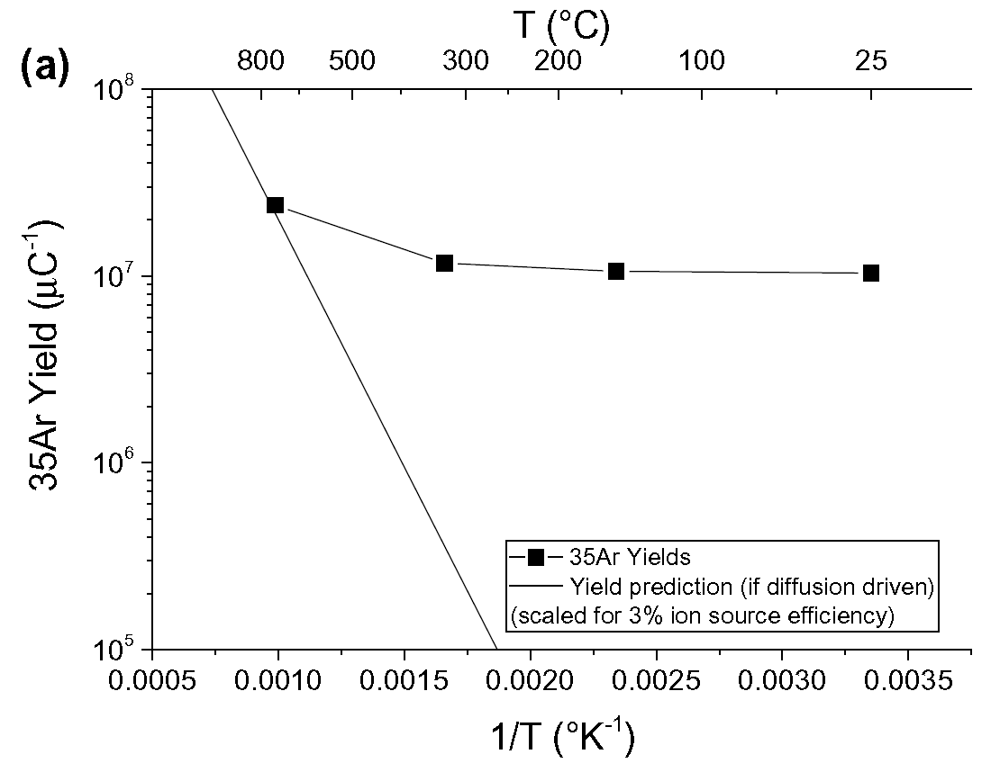 T (°C)
(a)
800 500 300 200 100 25
10⁸
10⁷
10⁶
10⁵
35Ar Yield (μC⁻¹)
35Ar Yields
Yield prediction (if diffusion driven)
(scaled for 3% ion source efficiency)
0.0005 0.0010 0.0015 0.0020 0.0025 0.0030 0.0035
1/T (°K⁻¹)